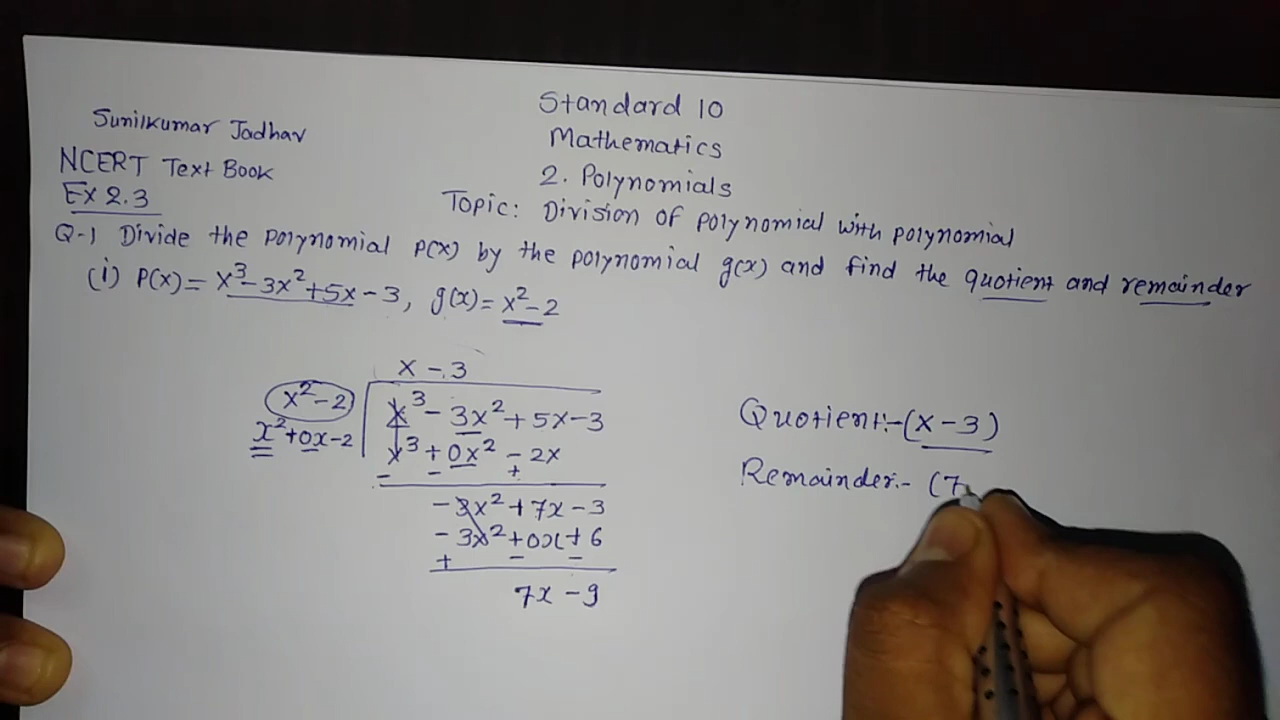 Standard 10
Sunilkumar Jadhav
Mathematics
NCERT Text Book
2. Polynomials
Ex 2.3
Topic: Division of polynomial with polynomial
Q-1 Divide the polynomial P(x) by the polynomial g(x) and find the quotient and remainder
(i) P(x) = x³ - 3x² + 5x - 3, g(x) = x² - 2
x - 3
x² - 2
x³ - 3x² + 5x - 3
x² + 0x - 2
x³ + 0x² - 2x
- - +
- 3x² + 7x - 3
- 3x² + 0x + 6
+ - -
7x - 9
Quotient:- (x - 3)
Remainder:- (7